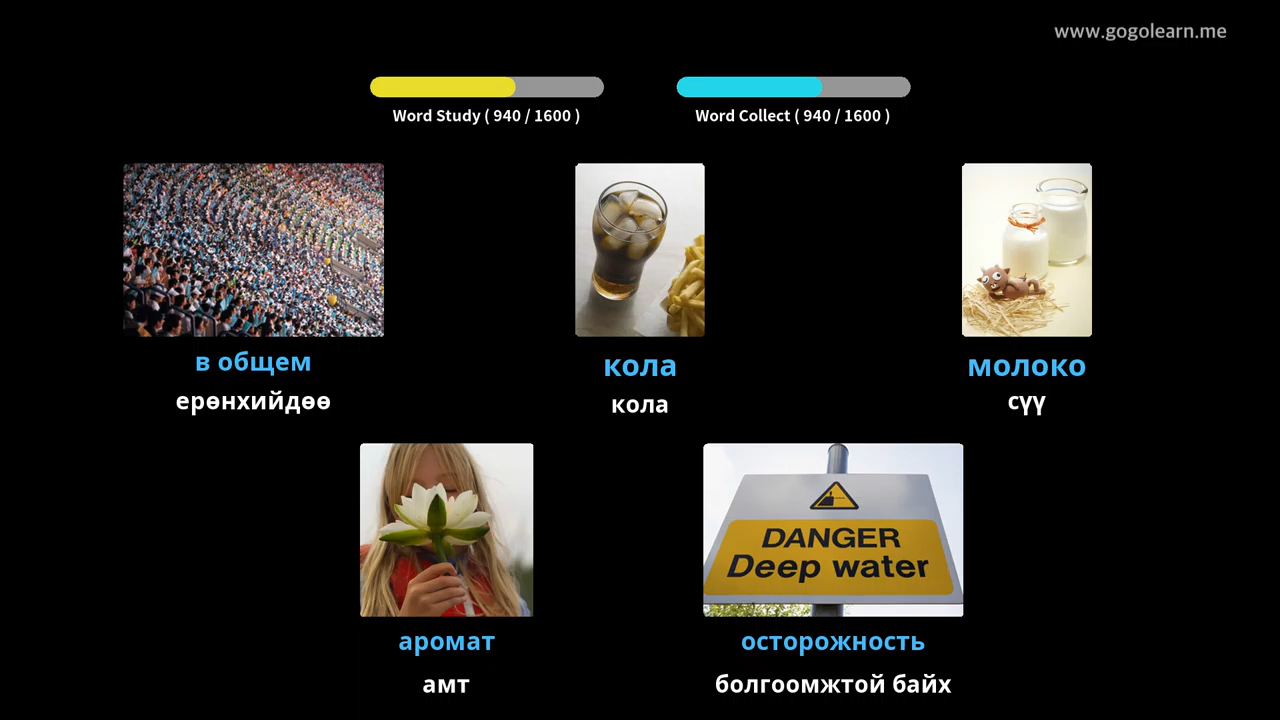 www.gogolearn.me
Word Study ( 940 / 1600 )
Word Collect ( 940 / 1600 )
в общем
ерөнхийдөө
кола
кола
молоко
сүү
DANGER
Deep water
аромат
амт
осторожность
болгоомжтой байх